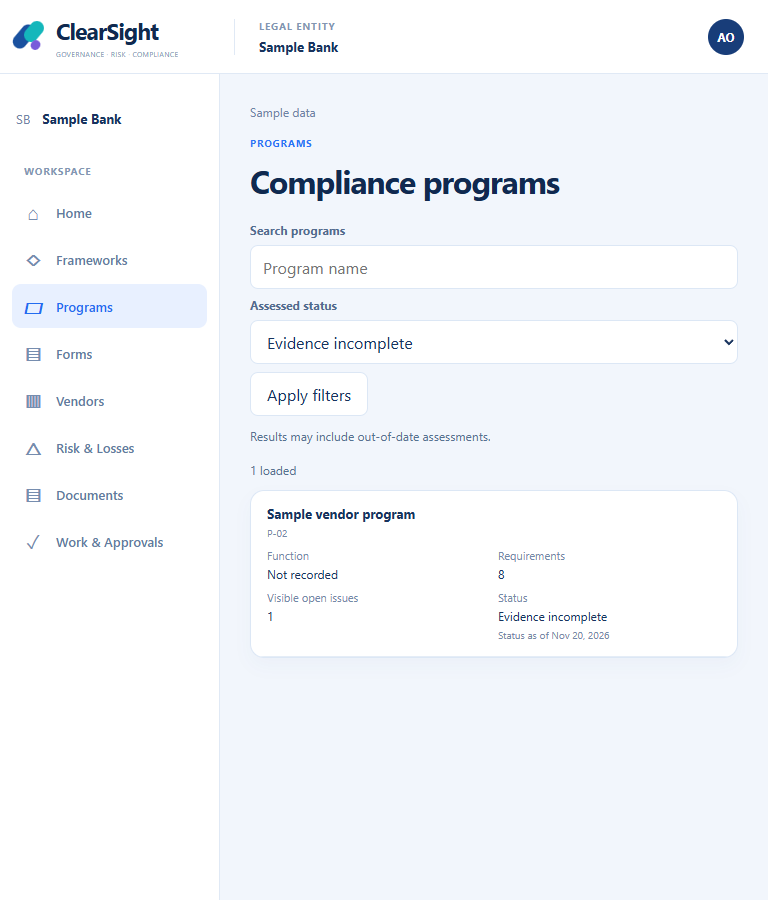 ClearSight
GOVERNANCE · RISK · COMPLIANCE
LEGAL ENTITY
Sample Bank
AO
SB Sample Bank
WORKSPACE
Home
Frameworks
Programs
Forms
Vendors
Risk & Losses
Documents
Work & Approvals
Sample data
PROGRAMS
Compliance programs
Search programs
Program name
Assessed status
Evidence incomplete
Apply filters
Results may include out-of-date assessments.
1 loaded
Sample vendor program
P-02
Function
Not recorded
Requirements
8
Visible open issues
1
Status
Evidence incomplete
Status as of Nov 20, 2026